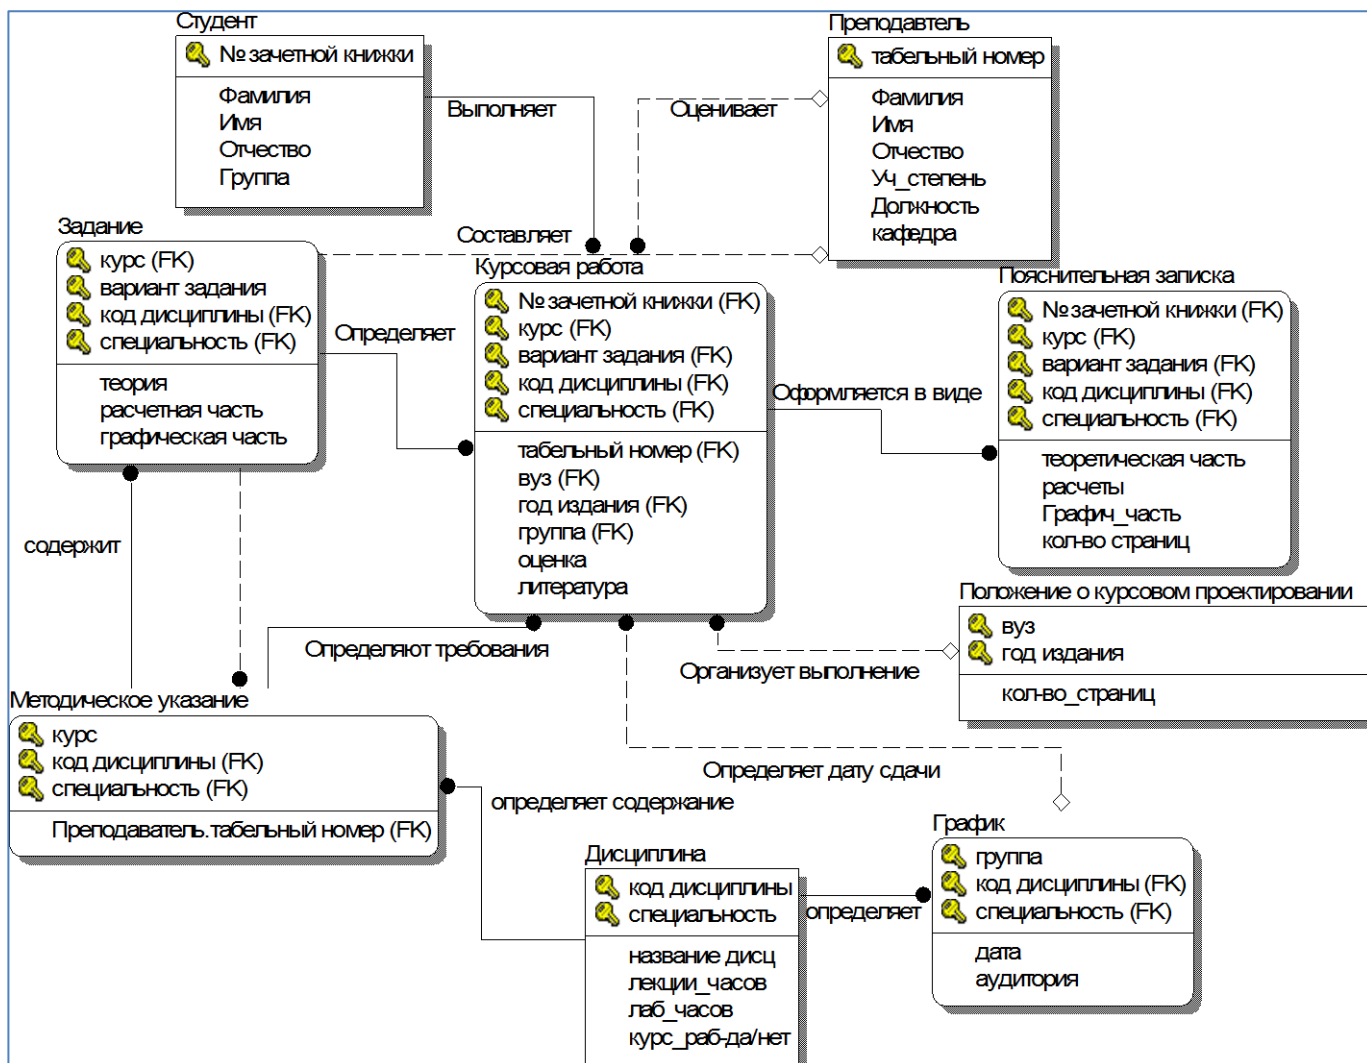 Студент
№ зачетной книжки
Фамилия
Имя
Отчество
Группа
Выполняет
Оценивает
Преподавтель
табельный номер
Фамилия
Имя
Отчество
Уч_степень
Должность
кафедра
Составляет
Задание
курс (FK)
вариант задания
код дисциплины (FK)
специальность (FK)
теория
расчетная часть
графическая часть
Определяет
Курсовая работа
№ зачетной книжки (FK)
курс (FK)
вариант задания (FK)
код дисциплины (FK)
специальность (FK)
табельный номер (FK)
вуз (FK)
год издания (FK)
группа (FK)
оценка
литература
Оформляется в виде
Пояснительная записка
№ зачетной книжки (FK)
курс (FK)
вариант задания (FK)
код дисциплины (FK)
специальность (FK)
теоретическая часть
расчеты
Графич_часть
кол-во страниц
содержит
Определяют требования
Организует выполнение
Положение о курсовом проектировании
вуз
год издания
кол-во_страниц
Методическое указание
курс
код дисциплины (FK)
специальность (FK)
Преподаватель.табельный номер (FK)
определяет содержание
Определяет дату сдачи
Дисциплина
код дисциплины
специальность
название дисц
лекции_часов
лаб_часов
курс_раб-да/нет
определяет
График
группа
код дисциплины (FK)
специальность (FK)
дата
аудитория